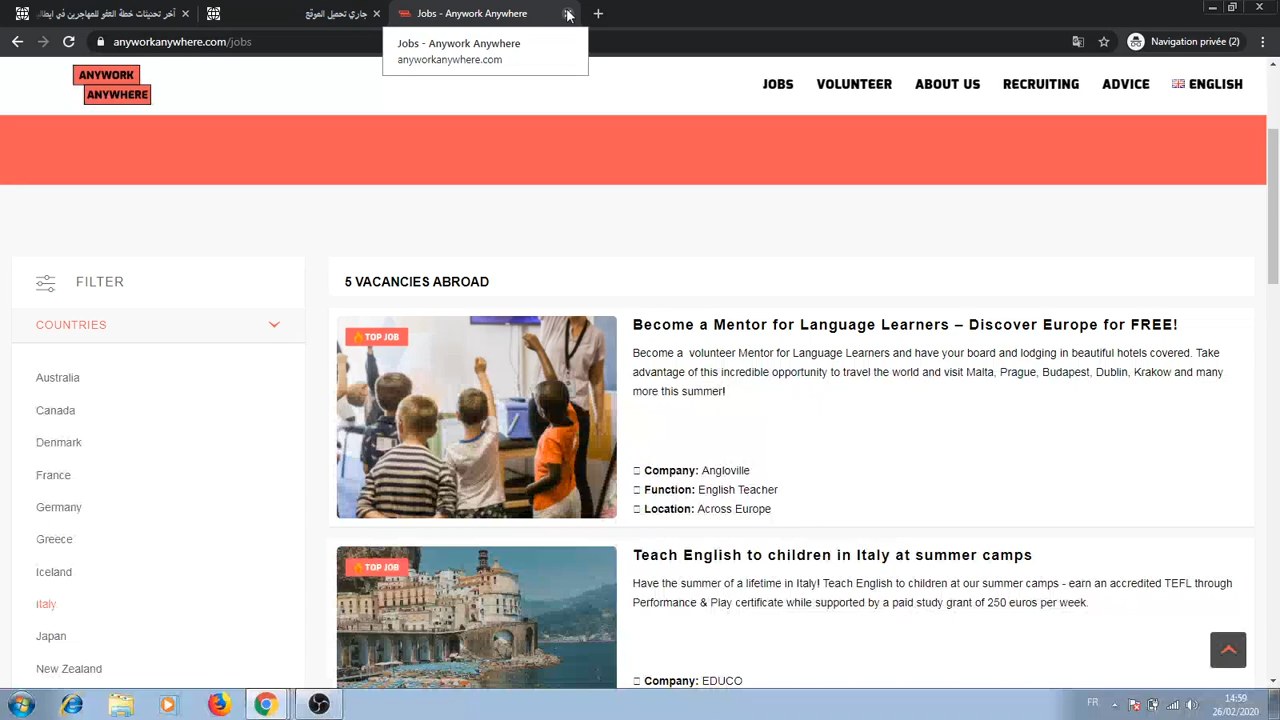 آخر تجديدات خطة العفو للمهاجرين في ايطاليا
جاري تحميل الموقع
Jobs - Anywork Anywhere
anyworkanywhere.com/jobs
Navigation privée (2)
Jobs - Anywork Anywhere
anyworkanywhere.com
ANYWORK
ANYWHERE
JOBS
VOLUNTEER
ABOUT US
RECRUITING
ADVICE
ENGLISH
FILTER
COUNTRIES
Australia
Canada
Denmark
France
Germany
Greece
Iceland
Italy
Japan
New Zealand
5 VACANCIES ABROAD
TOP JOB
Become a Mentor for Language Learners – Discover Europe for FREE!
Become a volunteer Mentor for Language Learners and have your board and lodging in beautiful hotels covered. Take
advantage of this incredible opportunity to travel the world and visit Malta, Prague, Budapest, Dublin, Krakow and many
more this summer!
Company: Angloville
Function: English Teacher
Location: Across Europe
TOP JOB
Teach English to children in Italy at summer camps
Have the summer of a lifetime in Italy! Teach English to children at our summer camps - earn an accredited TEFL through
Performance & Play certificate while supported by a paid study grant of 250 euros per week.
Company: EDUCO
FR
14:59
26/02/2020